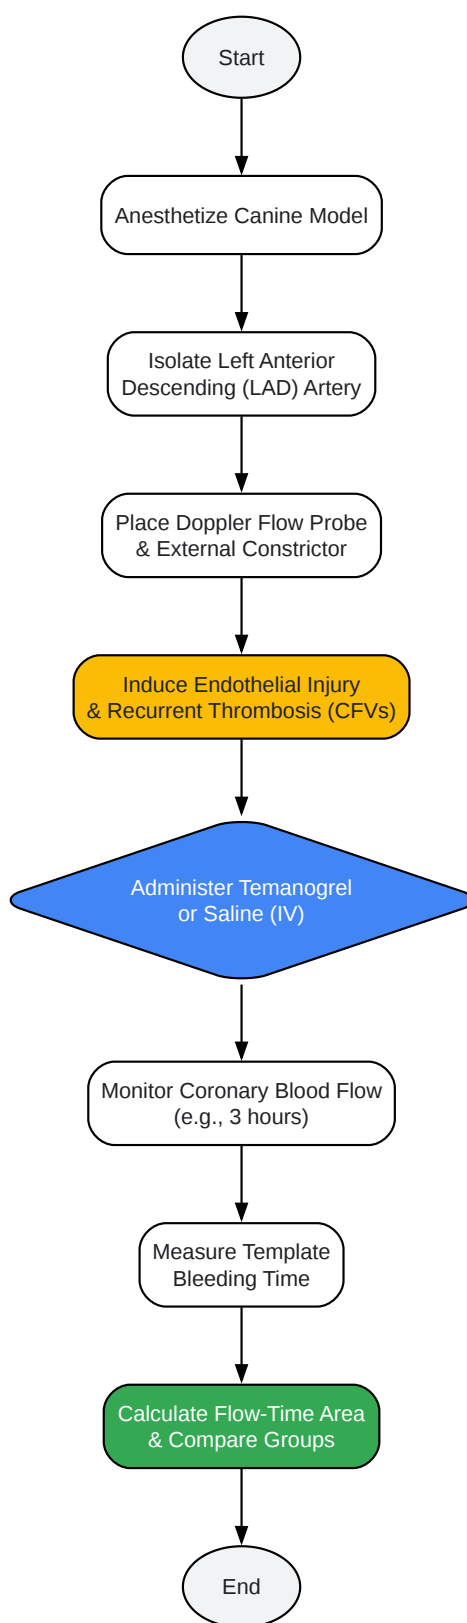 Start
Anesthetize Canine Model
Isolate Left Anterior
Descending (LAD) Artery
Place Doppler Flow Probe
& External Constrictor
Induce Endothelial Injury
& Recurrent Thrombosis (CFVs)
Administer Temanogrel
or Saline (IV)
Monitor Coronary Blood Flow
(e.g., 3 hours)
Measure Template
Bleeding Time
Calculate Flow-Time Area
& Compare Groups
End